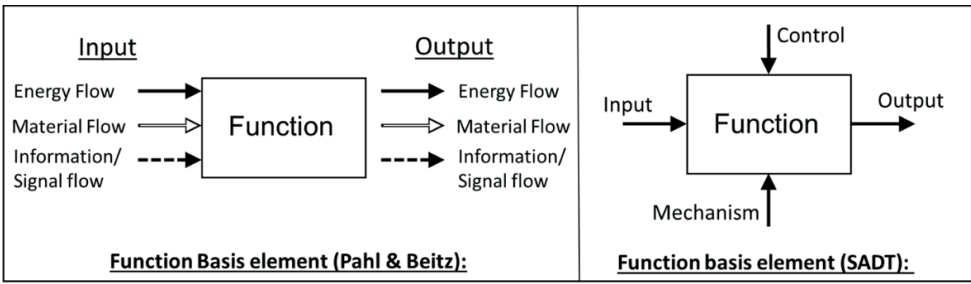 Input
Output
Energy Flow
Material Flow
Information/
Signal flow
Function
Energy Flow
Material Flow
Information/
Signal flow
Function Basis element (Pahl & Beitz):
Control
Input
Function
Output
Mechanism
Function basis element (SADT):